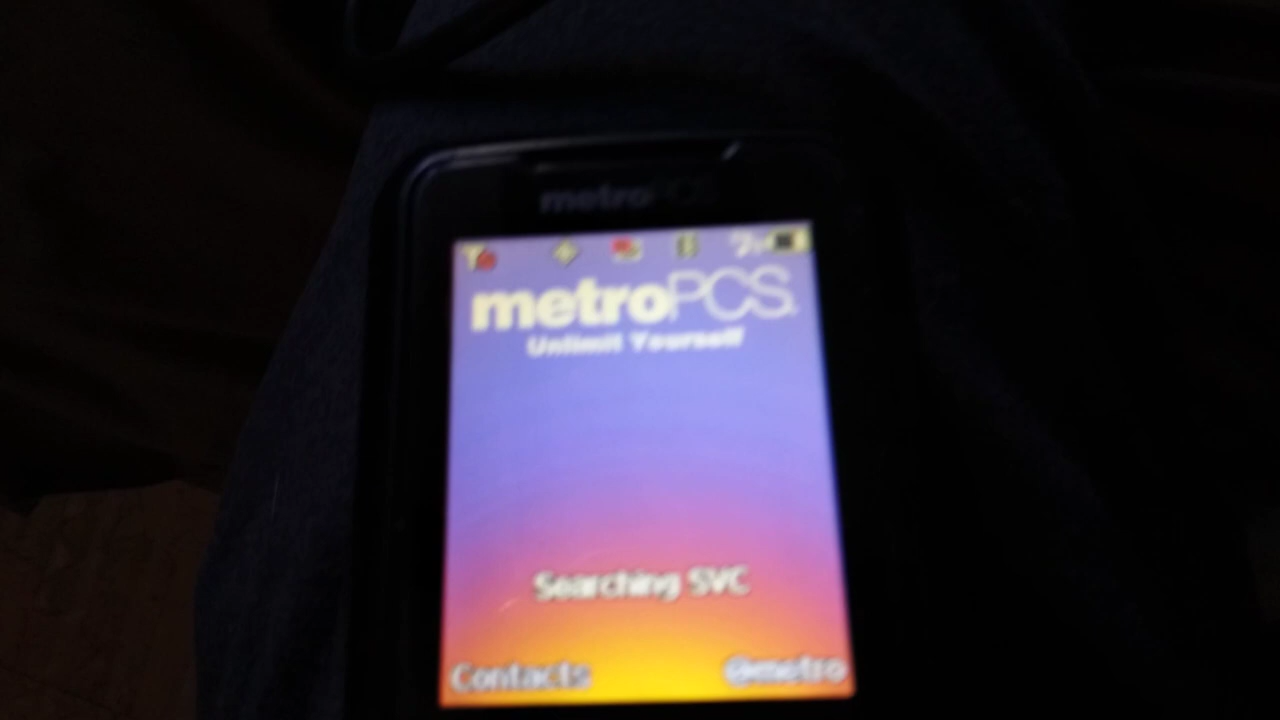 metroPCS
metroPCS.
Unlimit Yourself
Searching SVC
Contacts @metro